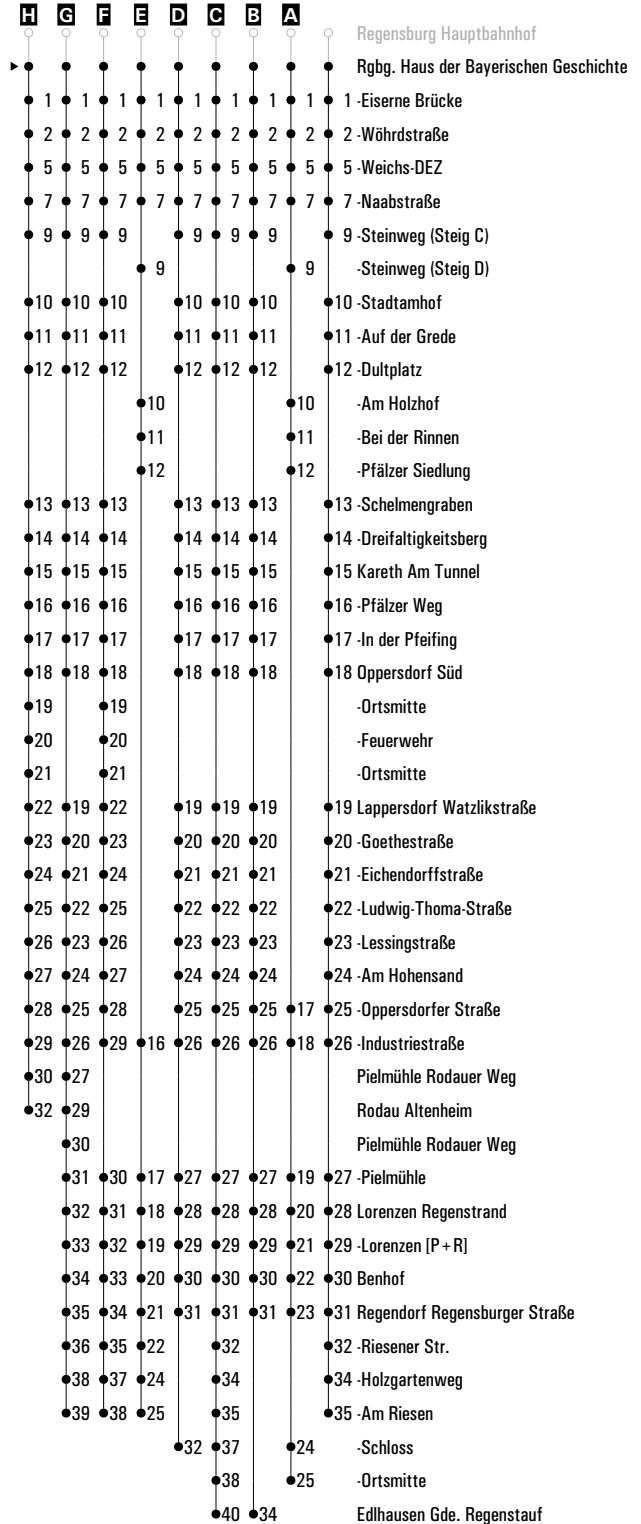 H G F E D C B A
Regensburg Hauptbahnhof
Rgbg. Haus der Bayerischen Geschichte
1 1 1 1 1 1 1 1 1 -Eiserne Brücke
2 2 2 2 2 2 2 2 2 -Wöhrdstraße
5 5 5 5 5 5 5 5 5 -Weichs-DEZ
7 7 7 7 7 7 7 7 7 -Naabstraße
9 9 9 9 9 9 9 -Steinweg (Steig C)
9 9 -Steinweg (Steig D)
10 10 10 10 10 10 10 -Stadtamhof
11 11 11 11 11 11 11 -Auf der Grede
12 12 12 12 12 12 12 -Dultplatz
10 10 -Am Holzhof
11 11 -Bei der Rinnen
12 12 -Pfälzer Siedlung
13 13 13 13 13 13 13 -Schelmengraben
14 14 14 14 14 14 14 -Dreifaltigkeitsberg
15 15 15 15 15 15 15 Kareth Am Tunnel
16 16 16 16 16 16 16 -Pfälzer Weg
17 17 17 17 17 17 17 -In der Pfeifing
18 18 18 18 18 18 18 Oppersdorf Süd
19 19 -Ortsmitte
20 20 -Feuerwehr
21 21 -Ortsmitte
22 19 22 19 19 19 19 Lappersdorf Watzlikstraße
23 20 23 20 20 20 20 -Goethestraße
24 21 24 21 21 21 21 -Eichendorffstraße
25 22 25 22 22 22 22 -Ludwig-Thoma-Straße
26 23 26 23 23 23 23 -Lessingstraße
27 24 27 24 24 24 24 -Am Hohensand
28 25 28 25 25 25 17 25 -Oppersdorfer Straße
29 26 29 16 26 26 26 18 26 -Industriestraße
30 27 Pielmühle Rodauer Weg
32 29 Rodau Altenheim
30 Pielmühle Rodauer Weg
31 30 17 27 27 27 19 27 -Pielmühle
32 31 18 28 28 28 20 28 Lorenzen Regenstrand
33 32 19 29 29 29 21 29 -Lorenzen [P+R]
34 33 20 30 30 30 22 30 Benhof
35 34 21 31 31 31 23 31 Regendorf Regensburger Straße
36 35 22 32 32 -Riesener Str.
38 37 24 34 34 -Holzgartenweg
39 38 25 35 35 -Am Riesen
32 37 24 -Schloss
38 25 -Ortsmitte
40 34 Edlhausen Gde. Regenstauf